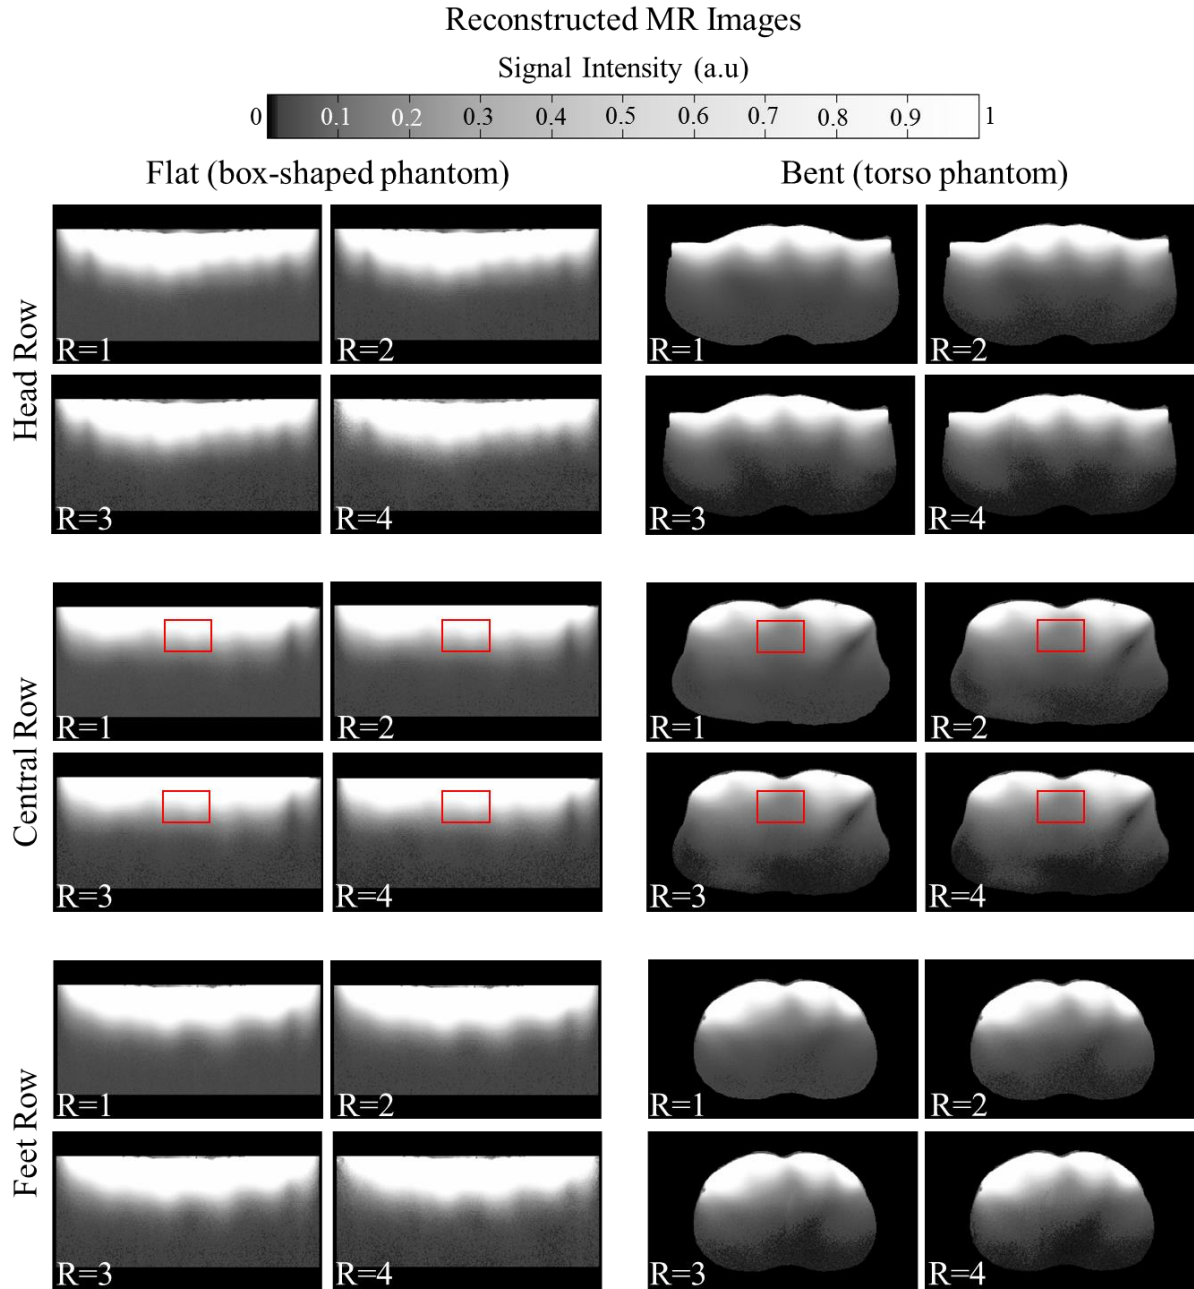 Reconstructed MR Images
Signal Intensity (a.u)
0 0.1 0.2 0.3 0.4 0.5 0.6 0.7 0.8 0.9 1
Flat (box-shaped phantom)
Bent (torso phantom)
Head Row
R=1 R=2 R=1 R=2
R=3 R=4 R=3 R=4
Central Row
R=1 R=2 R=1 R=2
R=3 R=4 R=3 R=4
Feet Row
R=1 R=2 R=1 R=2
R=3 R=4 R=3 R=4